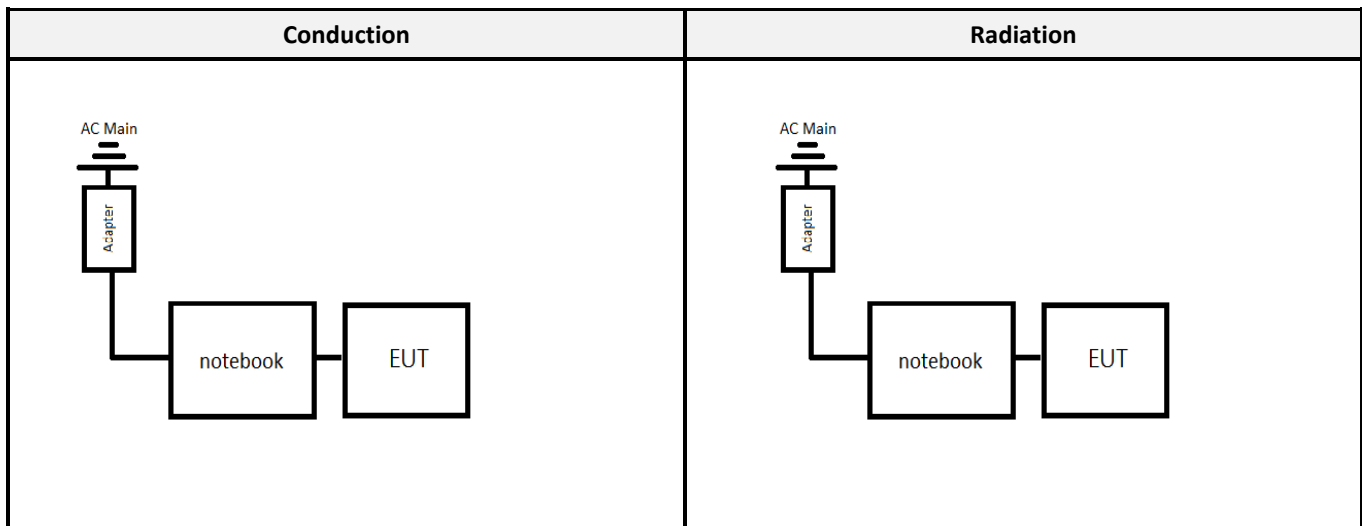 Conduction
Radiation
AC Main
Adapter
notebook
EUT
AC Main
Adapter
notebook
EUT